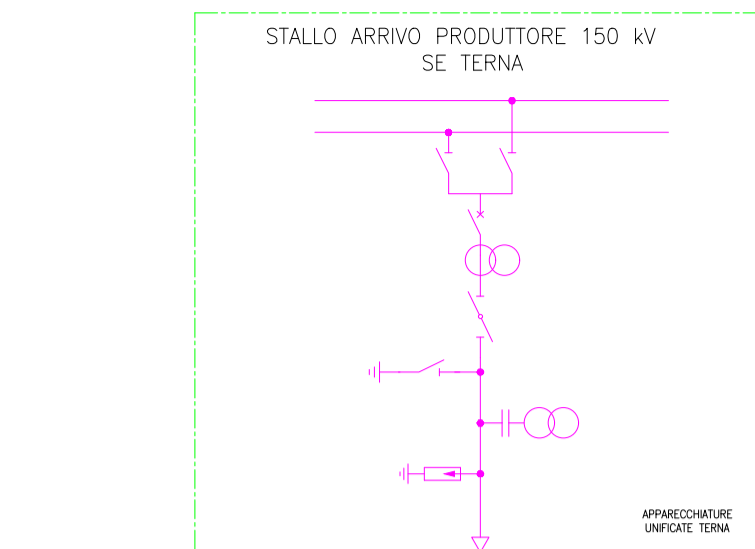 STALLO ARRIVO PRODUTTORE 150 kV
SE TERNA
APPARECCHIATURE
UNIFICATE TERNA